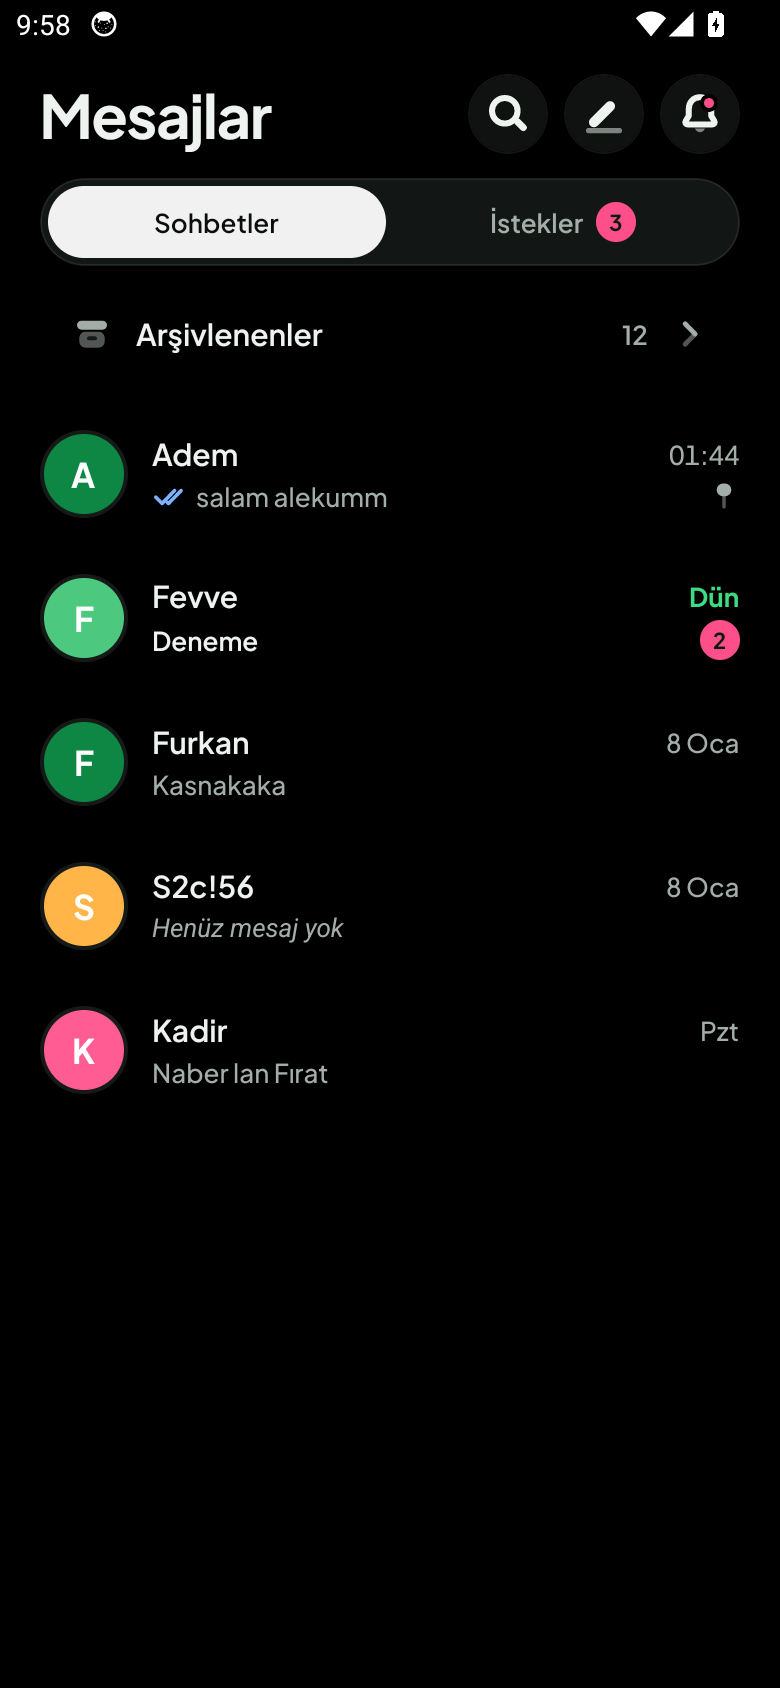 9:58
Mesajlar
Sohbetler
İstekler 3
Arşivlenenler 12
A
Adem 01:44
salam alekumm
F
Fevve Dün
Deneme 2
F
Furkan 8 Oca
Kasnakaka
S
S2c!56 8 Oca
Henüz mesaj yok
K
Kadir Pzt
Naber lan Fırat